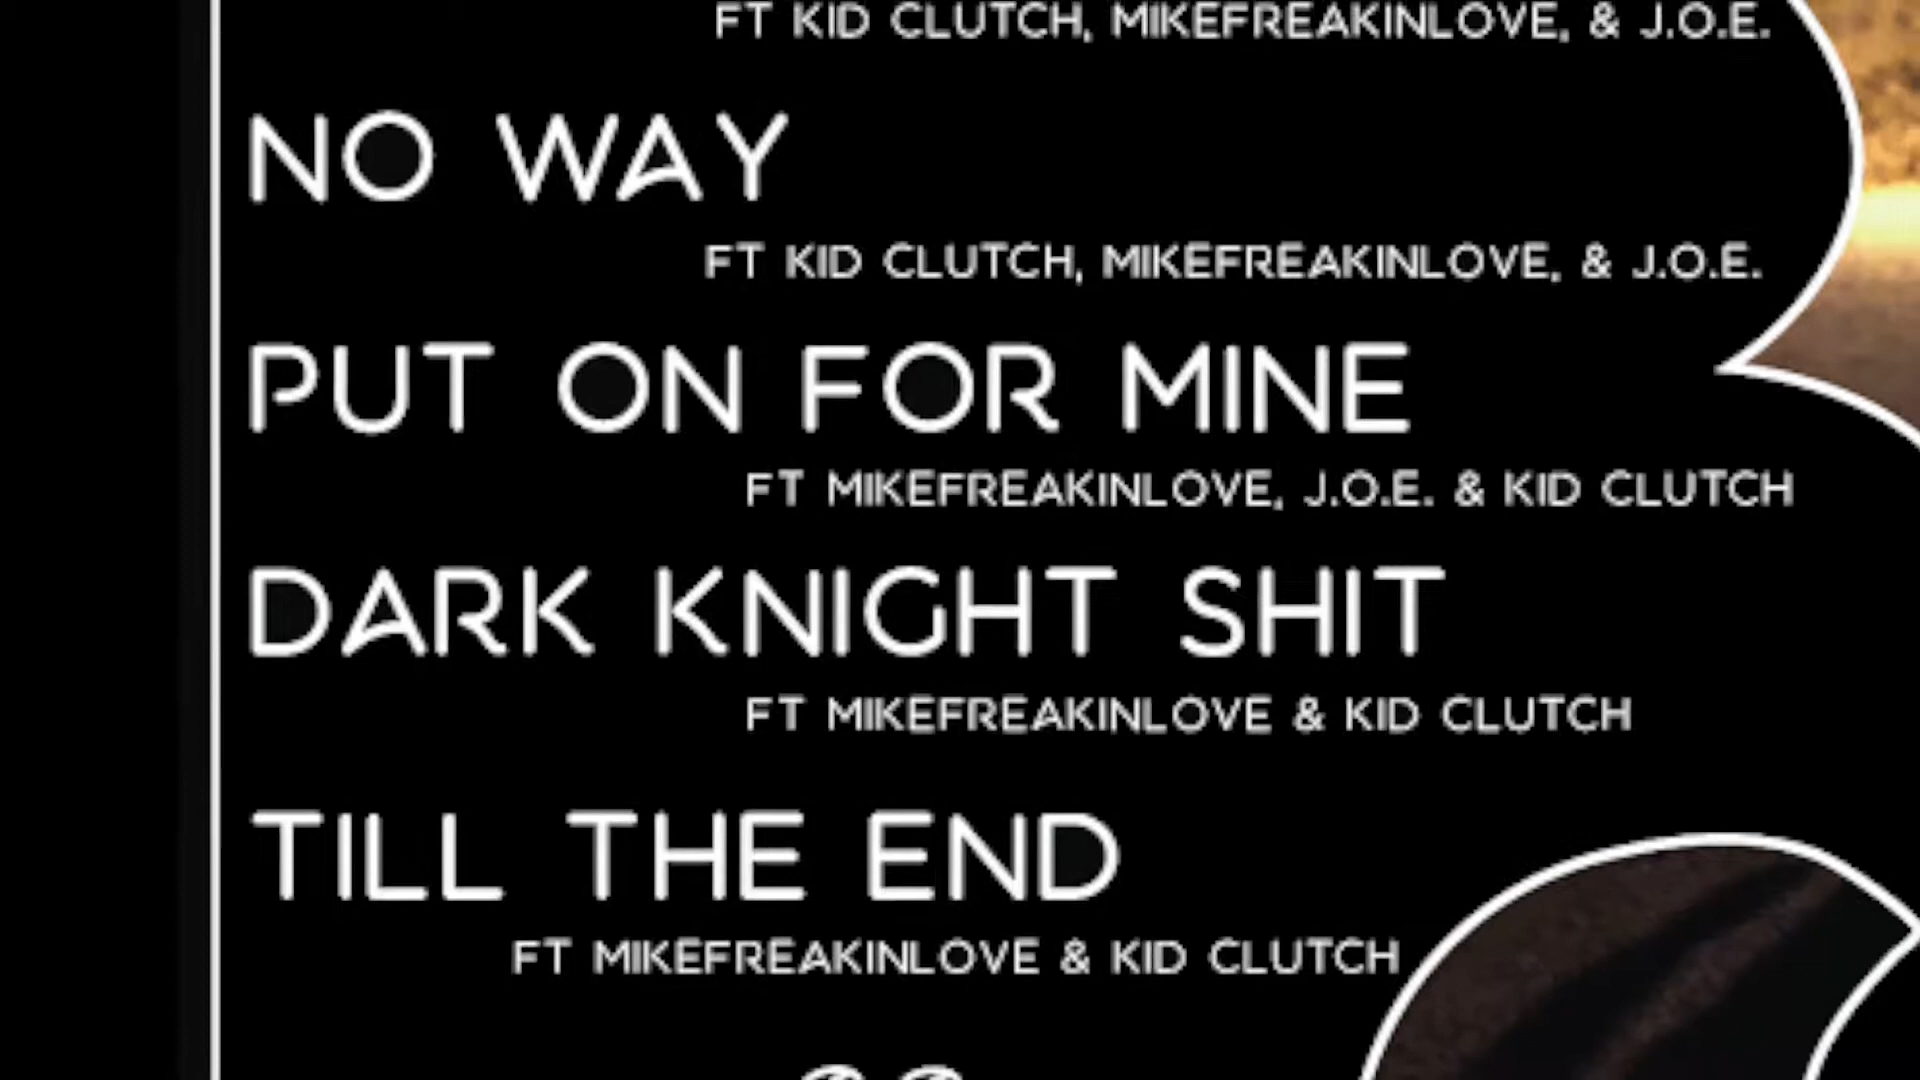 FT KID CLUTCH, MIKEFREAKINLOVE, & J.O.E.
NO WAY
FT KID CLUTCH, MIKEFREAKINLOVE, & J.O.E.
PUT ON FOR MINE
FT MIKEFREAKINLOVE, J.O.E. & KID CLUTCH
DARK KNIGHT SHIT
FT MIKEFREAKINLOVE & KID CLUTCH
TILL THE END
FT MIKEFREAKINLOVE & KID CLUTCH